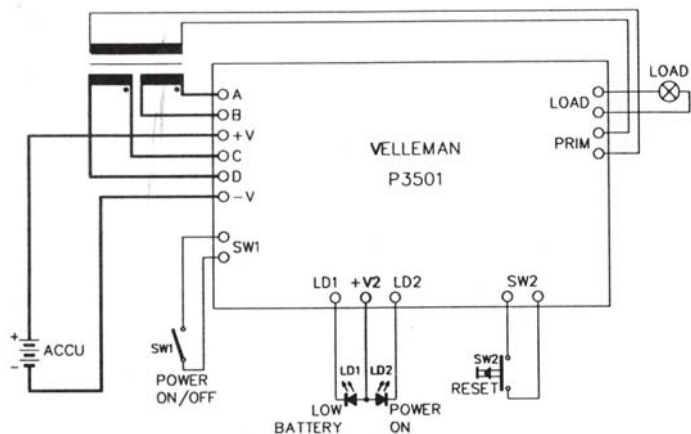 A
B
+V
C
D
-V
SW1
VELLEMAN
P3501
LOAD
LOAD
PRIM
LD1 +V2 LD2
SW2
+
-
ACCU
SW1
POWER
ON/OFF
LD1 LD2
LOW
BATTERY
POWER
ON
SW2
RESET